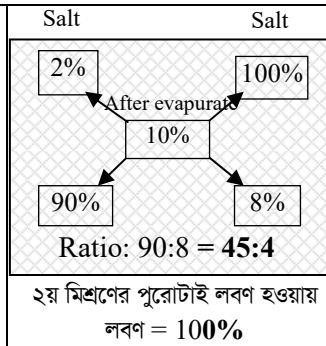 Salt Salt
2% 100%
After evaporate
10%
90% 8%
Ratio: 90:8 = 45:4
২য় মিশ্রণের পুরোটাই লবণ হওয়ায়
লবণ = 100%